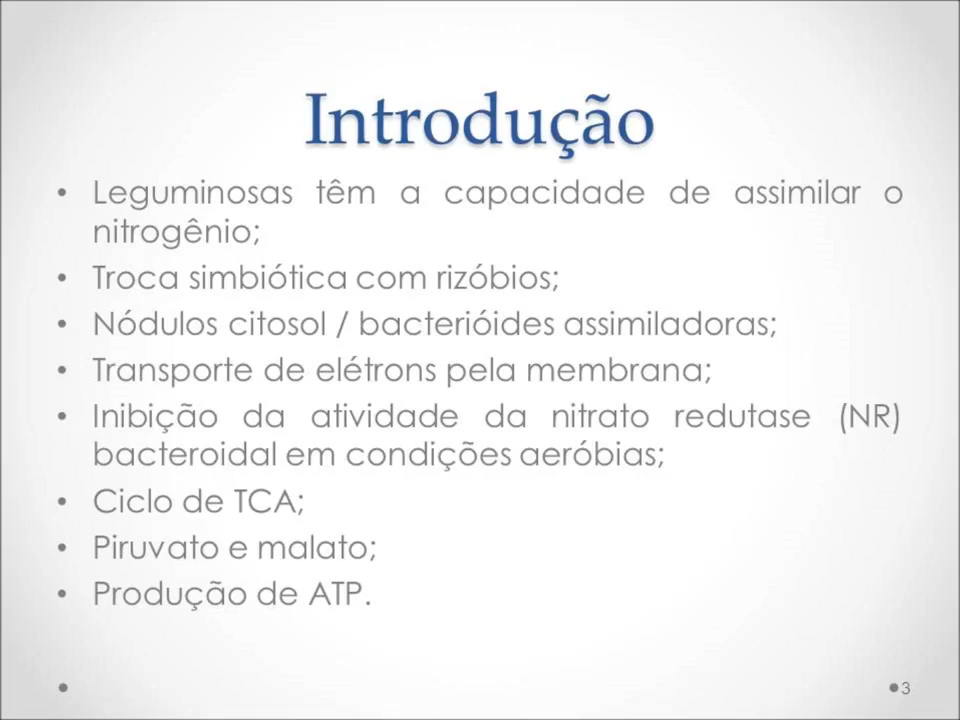 Introdução
• Leguminosas têm a capacidade de assimilar o
nitrogênio;
• Troca simbiótica com rizóbios;
• Nódulos citosol / bacterióides assimiladoras;
• Transporte de elétrons pela membrana;
• Inibição da atividade da nitrato redutase (NR)
bacteroidal em condições aeróbias;
• Ciclo de TCA;
• Piruvato e malato;
• Produção de ATP.
3